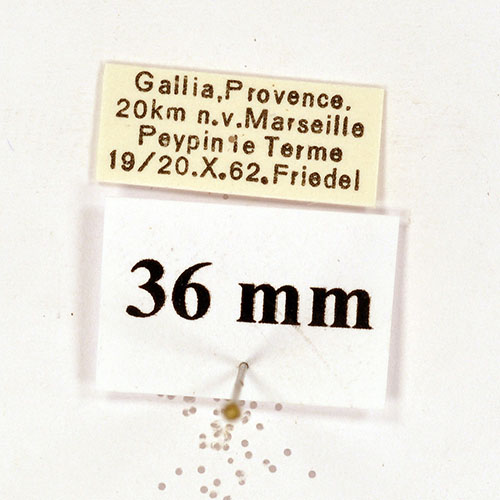 Gallia,Provence.
20km n.v.Marseille
Peypin le Terme
19/20.X.62.Friedel
36 mm